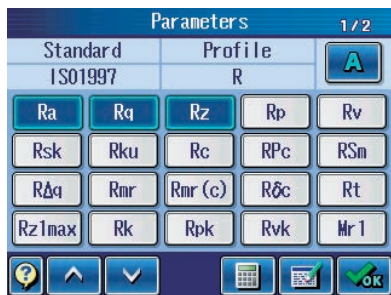 Parameters 1/2
Standard Profile
ISO1997 R A
Ra Rq Rz Rp Rv
Rsk Rku Rc RPc RSm
RΔq Rmr Rmr(c) Rδc Rt
Rz1max Rk Rpk Rvk Mr1
? OK